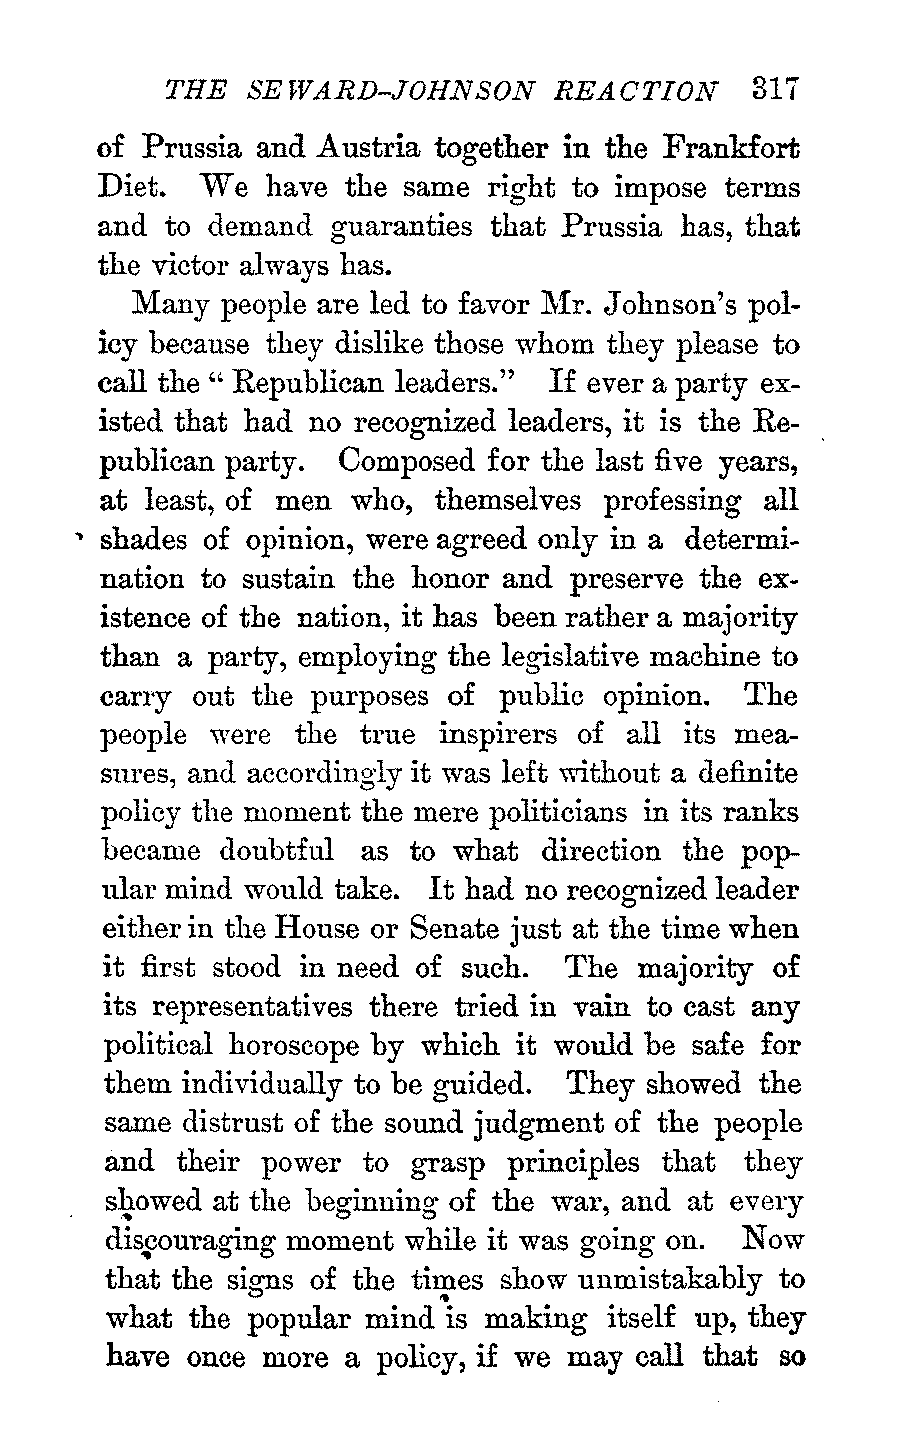 THE SEWARD-JOHNSON REACTION 317
of Prussia and Austria together in the Frankfort
Diet. We have the same right to impose terms
and to demand guaranties that Prussia has, that
the victor always has.
Many people are led to favor Mr. Johnson's pol-
icy because they dislike those whom they please to
call the “ Republican leaders.” If ever a party ex-
isted that had no recognized leaders, it is the Re-
publican party. Composed for the last five years,
at least, of men who, themselves professing all
shades of opinion, were agreed only in a determi-
nation to sustain the honor and preserve the ex-
istence of the nation, it has been rather a majority
than a party, employing the legislative machine to
carry out the purposes of public opinion. The
people were the true inspirers of all its mea-
sures, and accordingly it was left without a definite
policy the moment the mere politicians in its ranks
became doubtful as to what direction the pop-
ular mind would take. It had no recognized leader
either in the House or Senate just at the time when
it first stood in need of such. The majority of
its representatives there tried in vain to cast any
political horoscope by which it would be safe for
them individually to be guided. They showed the
same distrust of the sound judgment of the people
and their power to grasp principles that they
showed at the beginning of the war, and at every
discouraging moment while it was going on. Now
that the signs of the times show unmistakably to
what the popular mind is making itself up, they
have once more a policy, if we may call that so